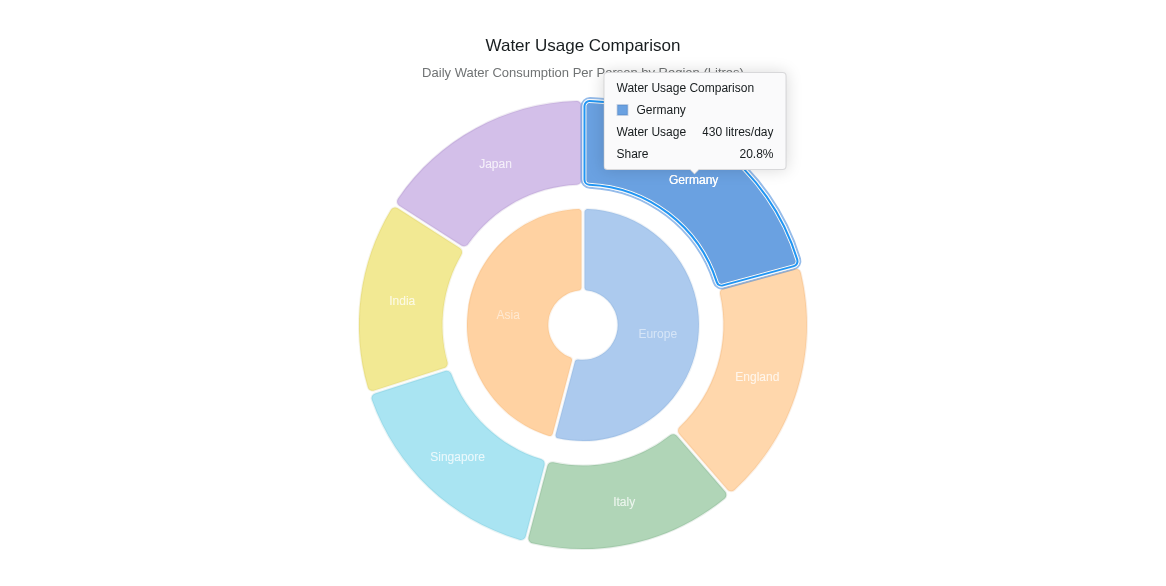 Water Usage Comparison
Daily Water Consumption Per Person by Region (Litres)
Water Usage Comparison
Germany
Water Usage 430 litres/day
Share 20.8%
Germany
Japan
India
Asia
Europe
England
Singapore
Italy